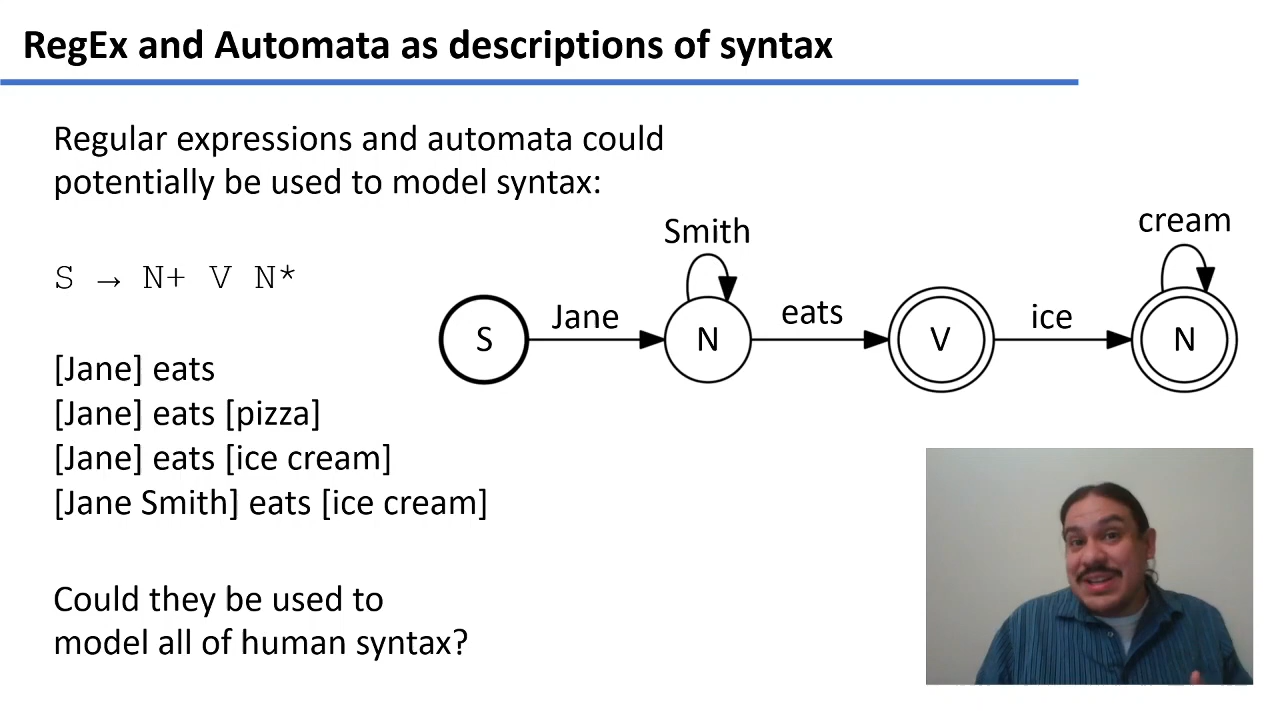 RegEx and Automata as descriptions of syntax
Regular expressions and automata could
potentially be used to model syntax:
S → N+ V N*
[Jane] eats
[Jane] eats [pizza]
[Jane] eats [ice cream]
[Jane Smith] eats [ice cream]
Could they be used to
model all of human syntax?
Smith
cream
Jane
eats
ice
S
N
V
N